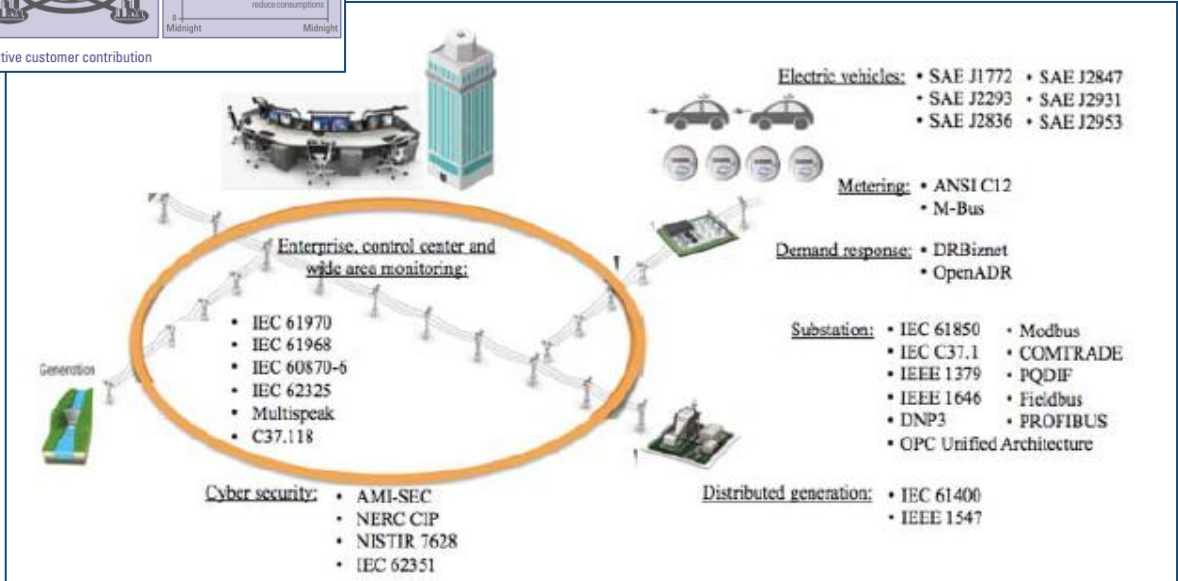 reduce consumptions
0
Midnight
Midnight
tive customer contribution
Electric vehicles:
• SAE J1772 • SAE J2847
• SAE J2293 • SAE J2931
• SAE J2836 • SAE J2953
Metering: • ANSI C12
• M-Bus
Enterprise, control center and
wide area monitoring:
Demand response: • DRBiznet
• OpenADR
• IEC 61970
• IEC 61968
• IEC 60870-6
• IEC 62325
• Multispeak
• C37.118
Generation
Substation: • IEC 61850 • Modbus
• IEC C37.1 • COMTRADE
• IEEE 1379 • PQDIF
• IEEE 1646 • Fieldbus
• DNP3 • PROFIBUS
• OPC Unified Architecture
Cyber security: • AMI-SEC
• NERC CIP
• NISTIR 7628
• IEC 62351
Distributed generation: • IEC 61400
• IEEE 1547